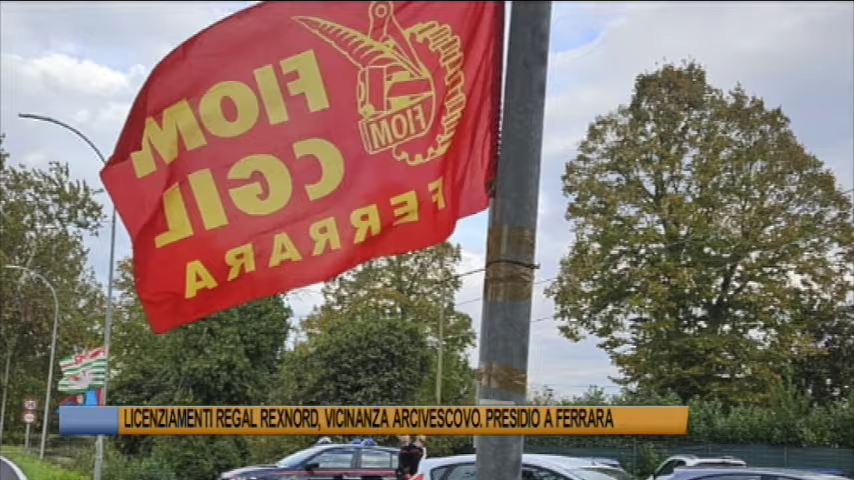 FIOM
FIOM
CGIL
FERRARA
LICENZIAMENTI REGAL REXNORD, VICINANZA ARCIVESCOVO. PRESIDIO A FERRARA